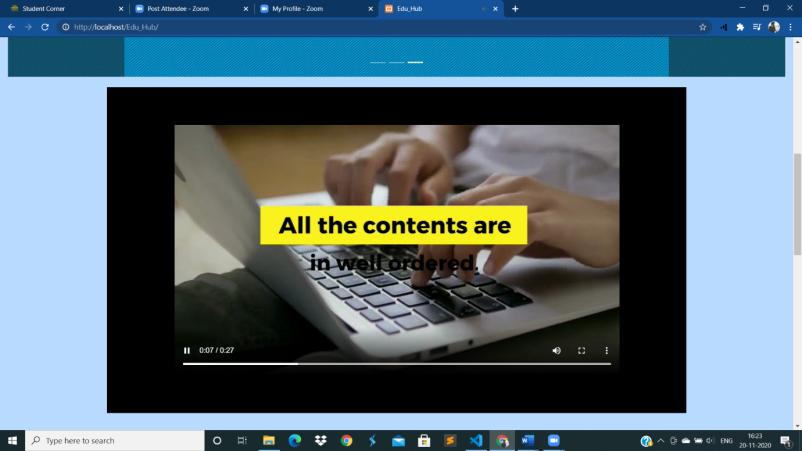 Student Corner
Post Attendee - Zoom
My Profile - Zoom
Edu_Hub
http://localhost/Edu_Hub/
All the contents are
in well ordered.
0:07 / 0:27
Type here to search
ENG
16:23
20-11-2020